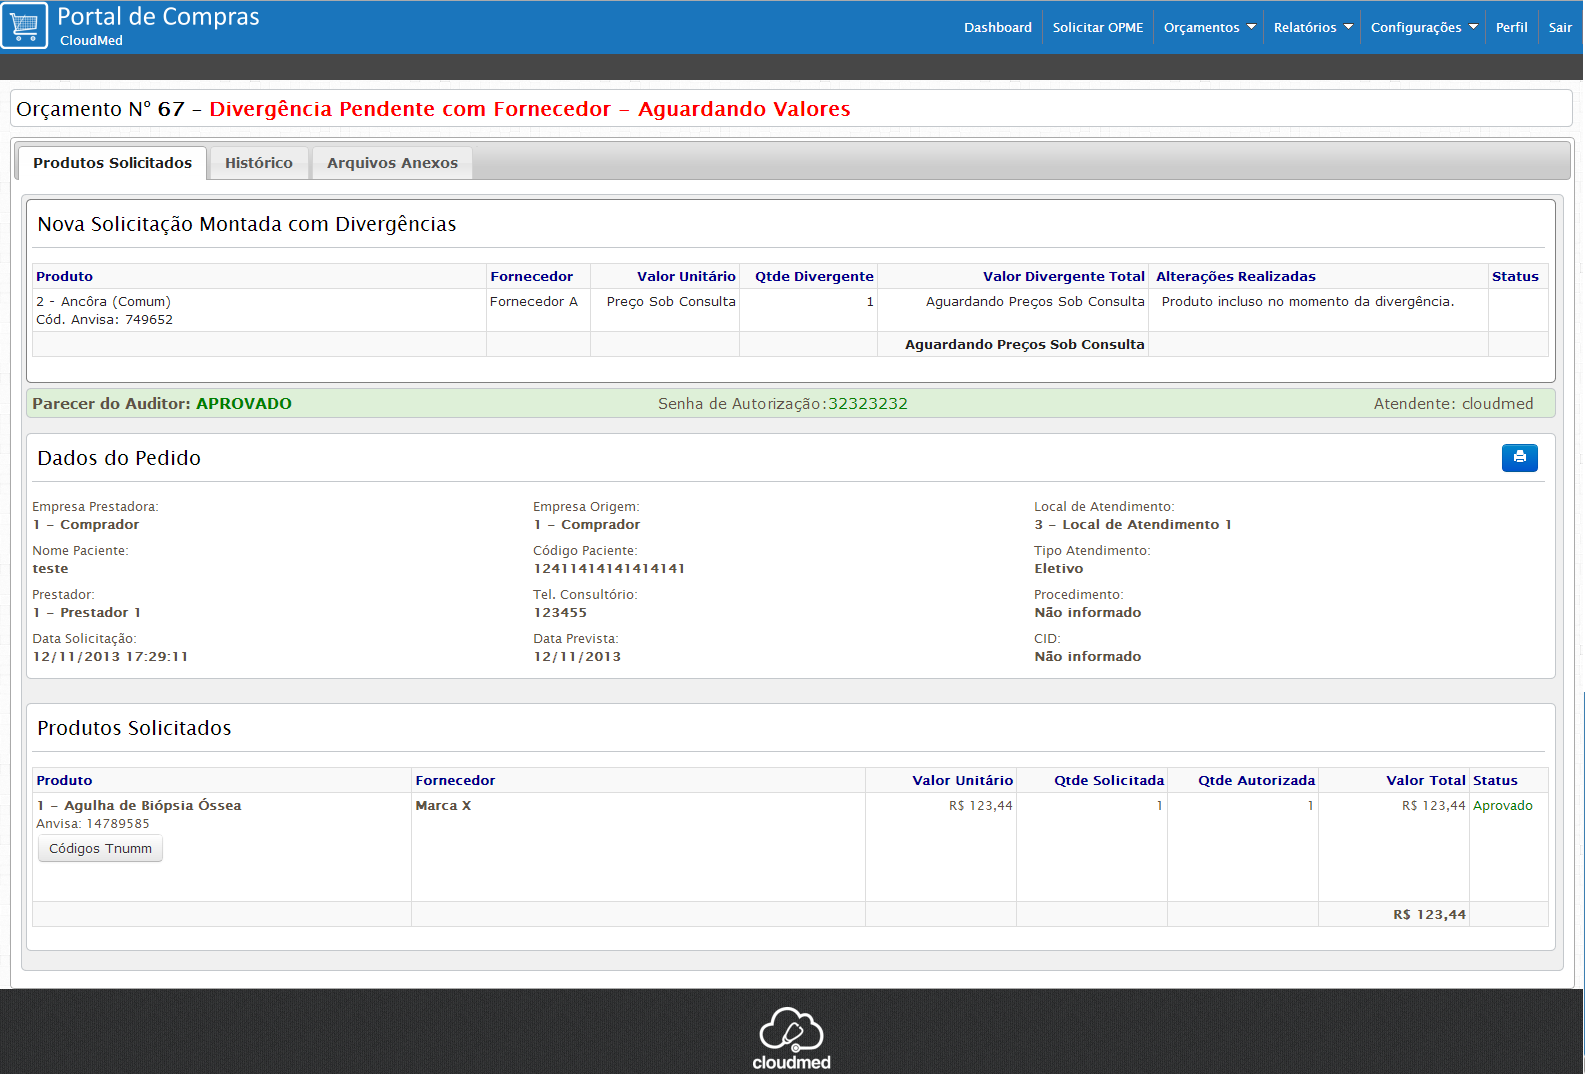 Portal de Compras
CloudMed
Dashboard Solicitar OPME Orçamentos Relatórios Configurações Perfil Sair
Orçamento Nº 67 - Divergência Pendente com Fornecedor - Aguardando Valores
Produtos Solicitados Histórico Arquivos Anexos
Nova Solicitação Montada com Divergências
Produto Fornecedor Valor Unitário Qtde Divergente Valor Divergente Total Alterações Realizadas Status
2 - Ancôra (Comum) Fornecedor A Preço Sob Consulta 1 Aguardando Preços Sob Consulta Produto incluso no momento da divergência.
Cód. Anvisa: 749652
Aguardando Preços Sob Consulta
Parecer do Auditor: APROVADO Senha de Autorização:32323232 Atendente: cloudmed
Dados do Pedido
Empresa Prestadora: Empresa Origem: Local de Atendimento:
1 - Comprador 1 - Comprador 3 - Local de Atendimento 1
Nome Paciente: Código Paciente: Tipo Atendimento:
teste 12411414141414141 Eletivo
Prestador: Tel. Consultório: Procedimento:
1 - Prestador 1 123455 Não informado
Data Solicitação: Data Prevista: CID:
12/11/2013 17:29:11 12/11/2013 Não informado
Produtos Solicitados
Produto Fornecedor Valor Unitário Qtde Solicitada Qtde Autorizada Valor Total Status
1 - Agulha de Biópsia Óssea Marca X R$ 123,44 1 1 R$ 123,44 Aprovado
Anvisa: 14789585
Códigos Tnumm
R$ 123,44
cloudmed